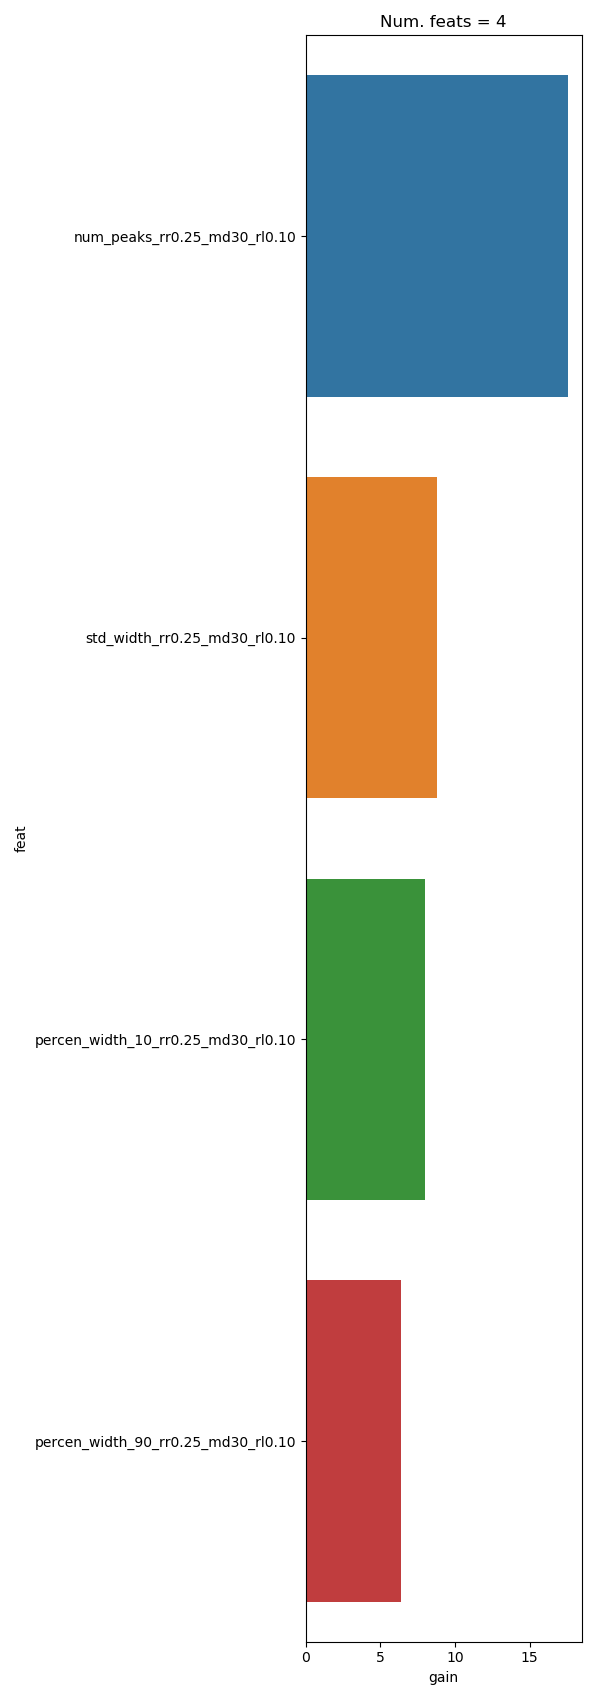 Num. feats = 4
num_peaks_rr0.25_md30_rl0.10
std_width_rr0.25_md30_rl0.10
feat
percen_width_10_rr0.25_md30_rl0.10
percen_width_90_rr0.25_md30_rl0.10
0 5 10 15
gain